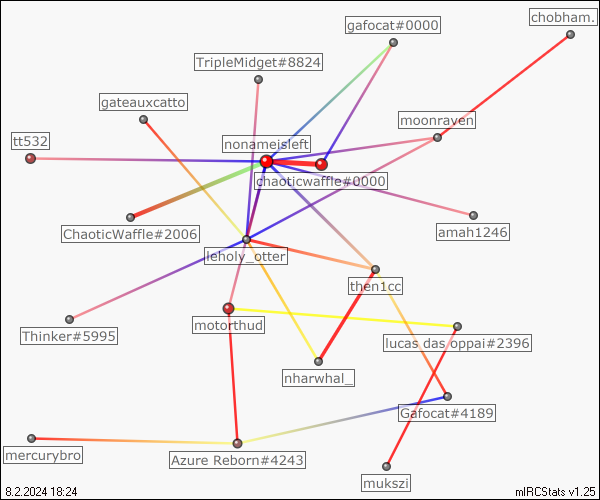 chobham.
gafocat#0000
TripleMidget#8824
gateauxcatto
moonraven
tt532
nonameisleft
chaoticwaffle#0000
ChaoticWaffle#2006
amah1246
leholy_otter
then1cc
motorthud
Thinker#5995
lucas das oppai#2396
nharwhal_
Gafocat#4189
mercurybro
Azure Reborn#4243
mukszi
8.2.2024 18:24
mIRCStats v1.25